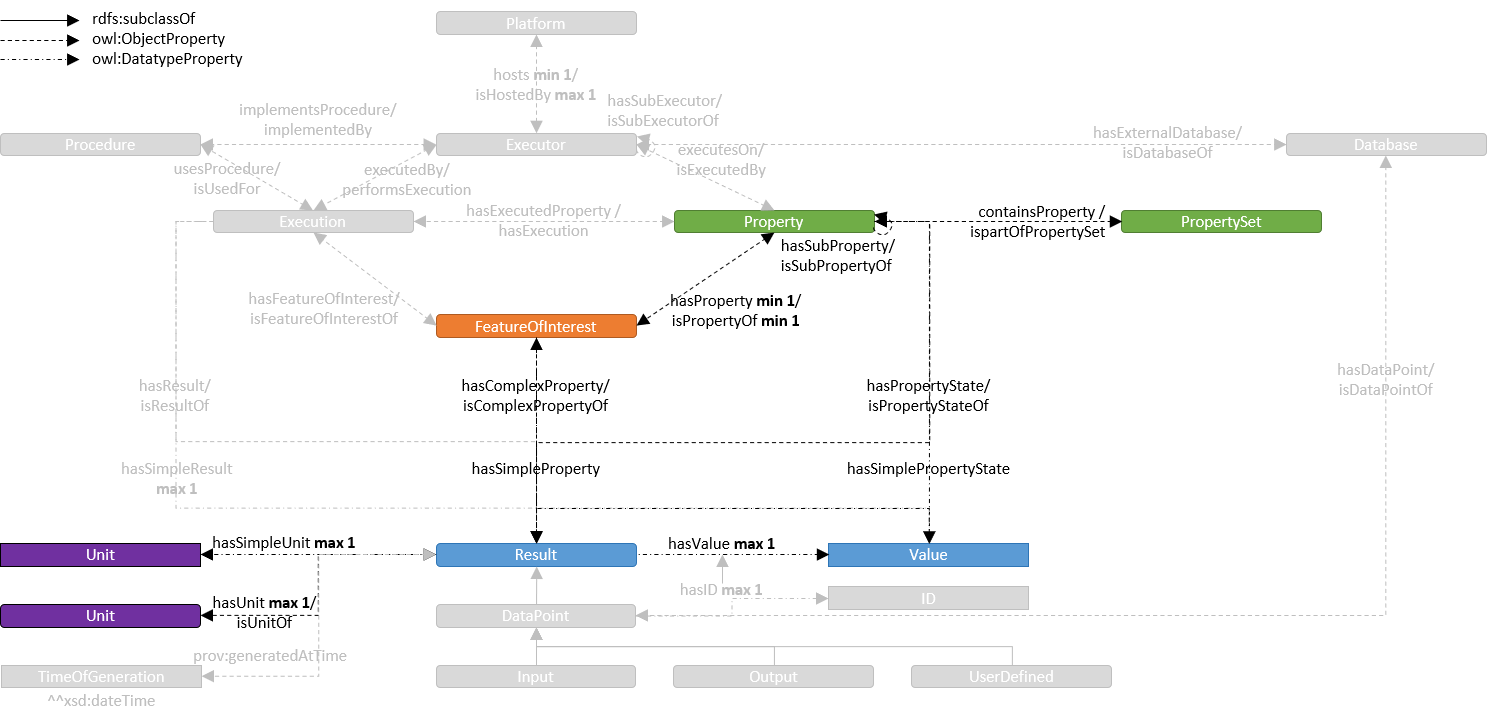 rdfs:subclassOf
owl:ObjectProperty
owl:DatatypeProperty
Platform
hosts min 1/
isHostedBy max 1
hasSubExecutor/
isSubExecutorOf
implementsProcedure/
implementedBy
hasExternalDatabase/
isDatabaseOf
Procedure
Executor
Database
executesOn/
isExecutedBy
usesProcedure/
isUsedFor
executedBy/
performsExecution
hasExecutedProperty /
hasExecution
containsProperty /
ispartOfPropertySet
Execution
Property
PropertySet
hasSubProperty/
isSubPropertyOf
hasFeatureOfInterest/
isFeatureOfInterestOf
hasProperty min 1/
isPropertyOf min 1
FeatureOfInterest
hasResult/
isResultOf
hasComplexProperty/
isComplexPropertyOf
hasPropertyState/
isPropertyStateOf
hasDataPoint/
isDataPointOf
hasSimpleResult
max 1
hasSimpleProperty
hasSimplePropertyState
hasSimpleUnit max 1
hasValue max 1
Unit
Result
Value
hasID max 1
ID
hasUnit max 1/
isUnitOf
Unit
DataPoint
prov:generatedAtTime
TimeOfGeneration
Input
Output
UserDefined
^^xsd:dateTime